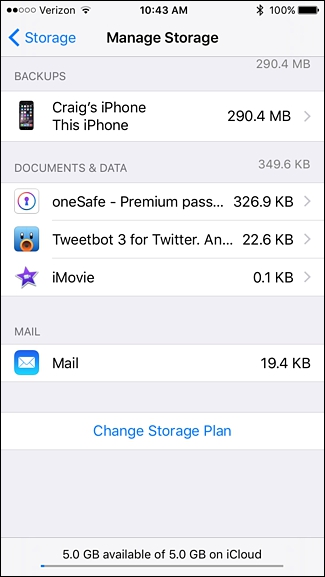 Verizon 10:43 AM 100%
Storage Manage Storage
290.4 MB
BACKUPS
Craig's iPhone
This iPhone
290.4 MB
DOCUMENTS & DATA 349.6 KB
oneSafe - Premium pass... 326.9 KB
Tweetbot 3 for Twitter. An... 22.6 KB
iMovie 0.1 KB
MAIL
Mail 19.4 KB
Change Storage Plan
5.0 GB available of 5.0 GB on iCloud